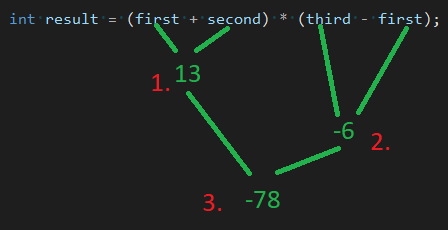 int result = (first + second) * (third - first);
1. 13
-6 2.
3. -78